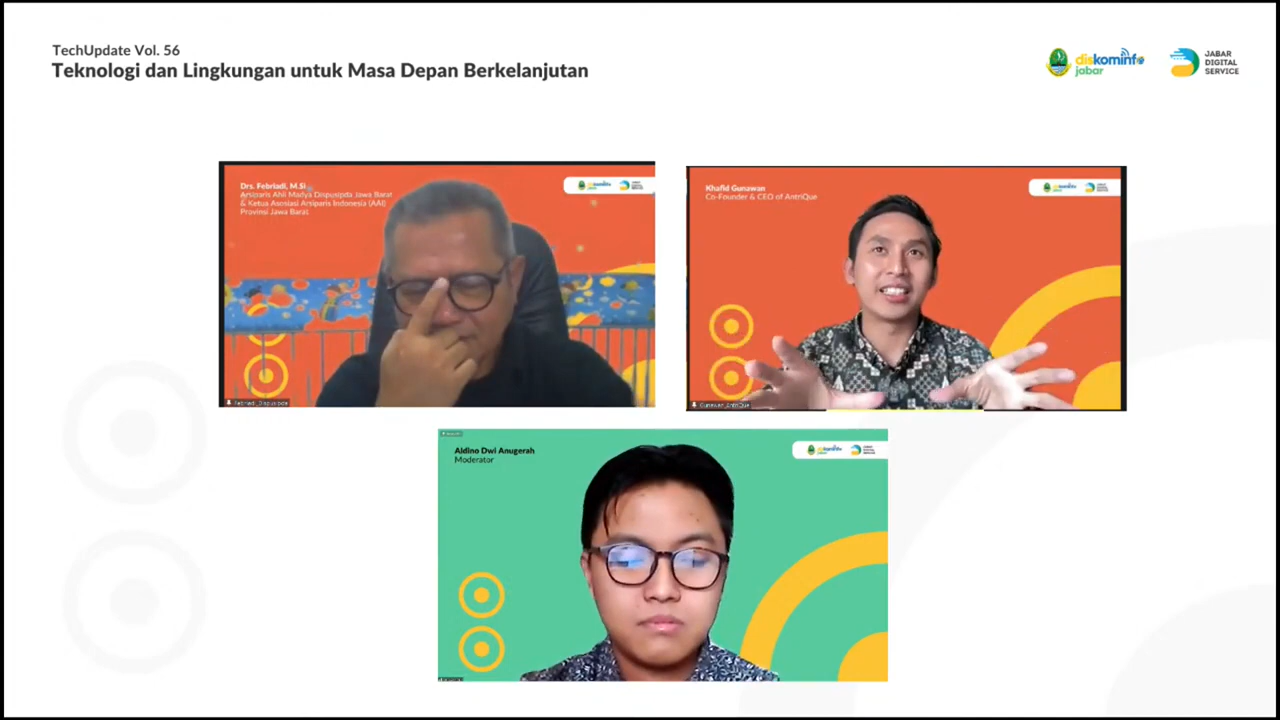 TechUpdate Vol. 56
Teknologi dan Lingkungan untuk Masa Depan Berkelanjutan
diskominfo
jabar
JABAR
DIGITAL
SERVICE
Drs. Febriadi, M.Si
Arsiparis Ahli Madya Dispusipda Jawa Barat
& Ketua Asosiasi Arsiparis Indonesia (AAI)
Provinsi Jawa Barat
Febriadi_Dispusipda
Khafid Gunawan
Co-Founder & CEO of AntriQue
Gunawan_AntriQue
Aldino Dwi Anugerah
Moderator